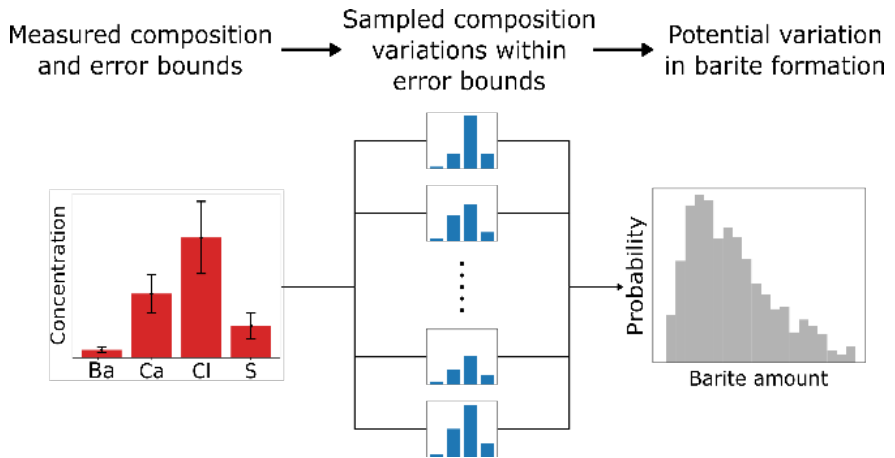 Measured composition
and error bounds
Sampled composition
variations within
error bounds
Potential variation
in barite formation
Concentration
Ba Ca Cl S
Probability
Barite amount